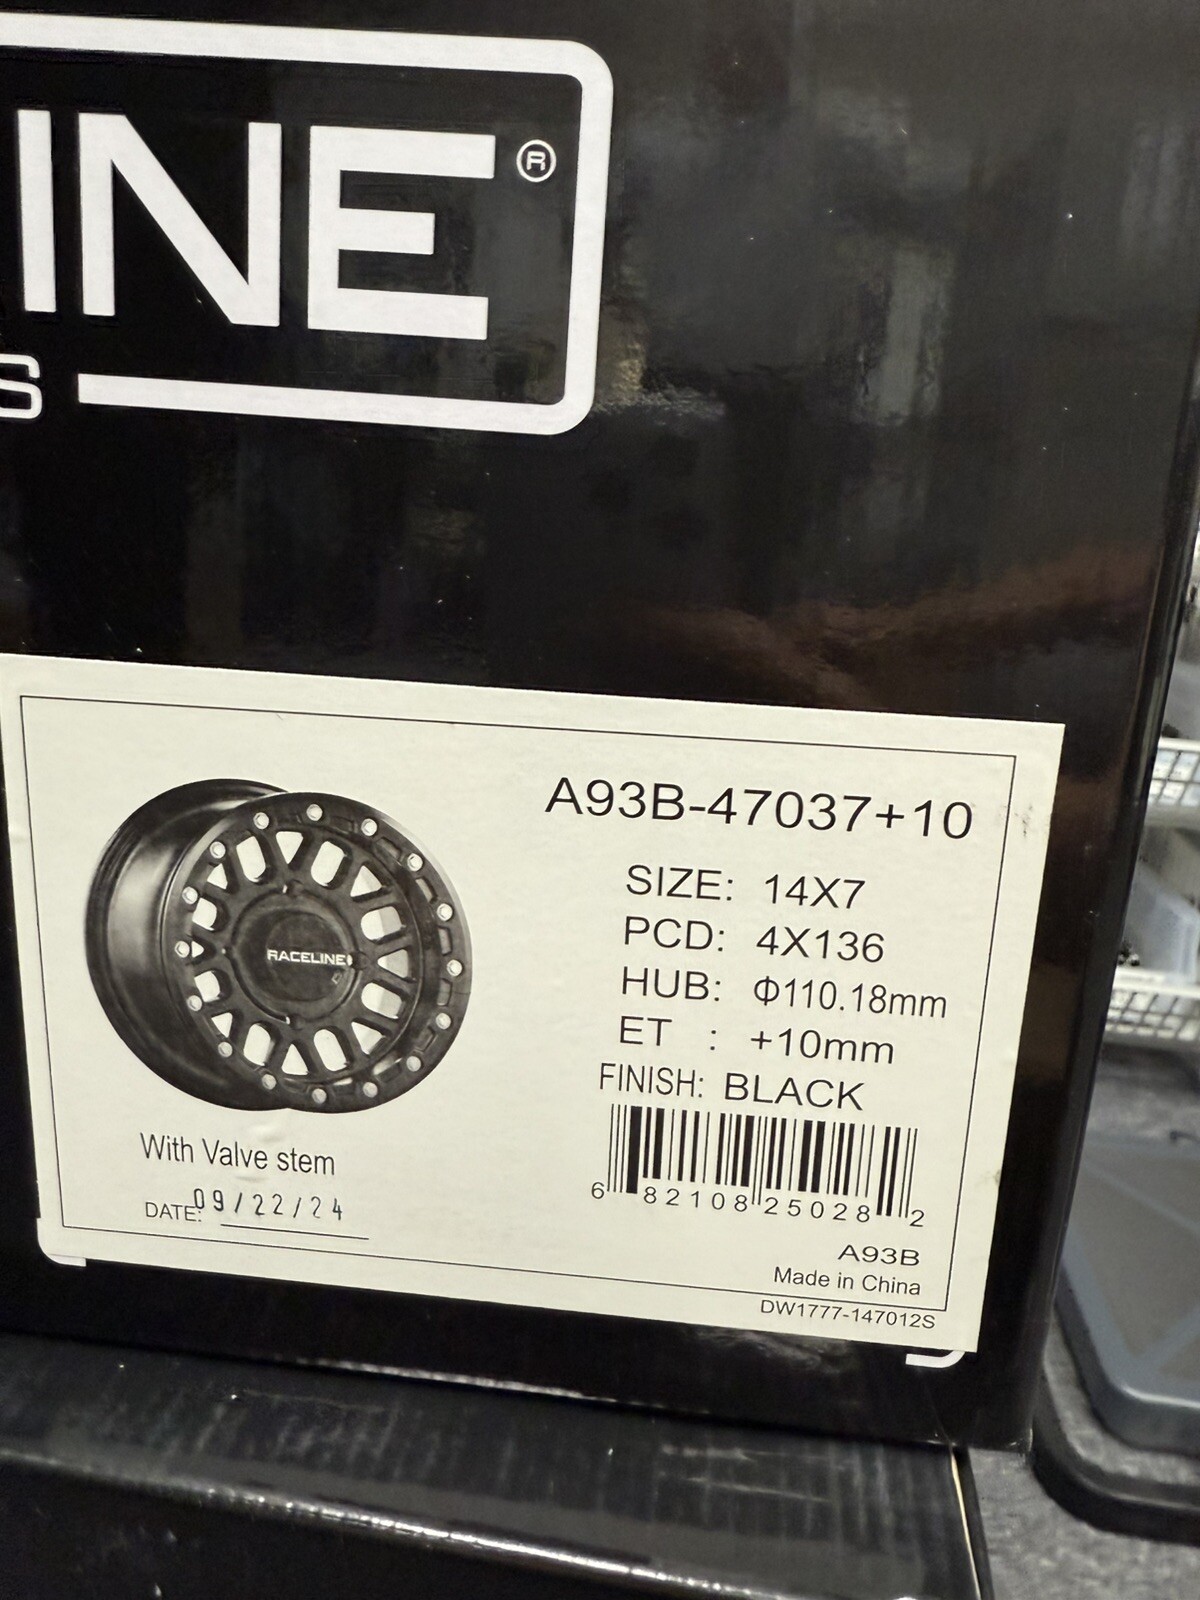 INE®
S
A93B-47037+10
SIZE: 14X7
PCD: 4X136
HUB: Φ110.18mm
ET : +10mm
FINISH: BLACK
RACELINE
With Valve stem
DATE: 09/22/24
6 82108 25028 2
A93B
Made in China
DW1777-147012S